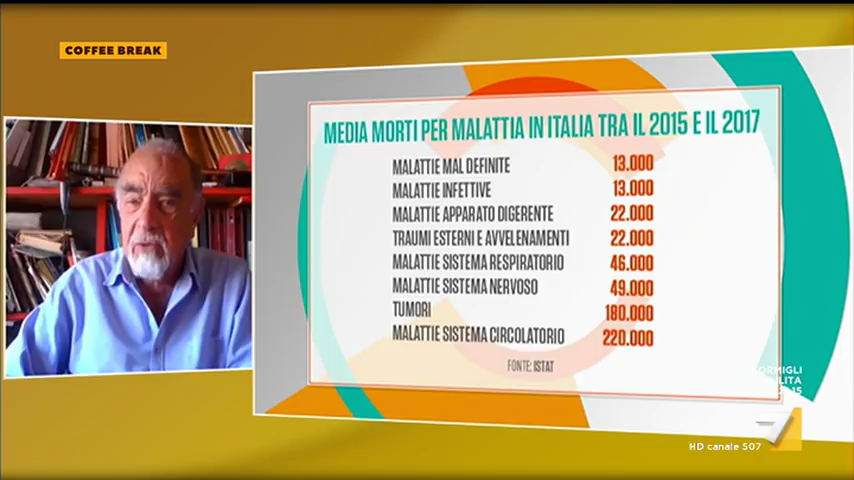 COFFEE BREAK
MEDIA MORTI PER MALATTIA IN ITALIA TRA IL 2015 E IL 2017
MALATTIE MAL DEFINITE 13.000
MALATTIE INFETTIVE 13.000
MALATTIE APPARATO DIGERENTE 22.000
TRAUMI ESTERNI E AVVELENAMENTI 22.000
MALATTIE SISTEMA RESPIRATORIO 46.000
MALATTIE SISTEMA NERVOSO 49.000
TUMORI 180.000
MALATTIE SISTEMA CIRCOLATORIO 220.000
FONTE: ISTAT
7
HD canale 507